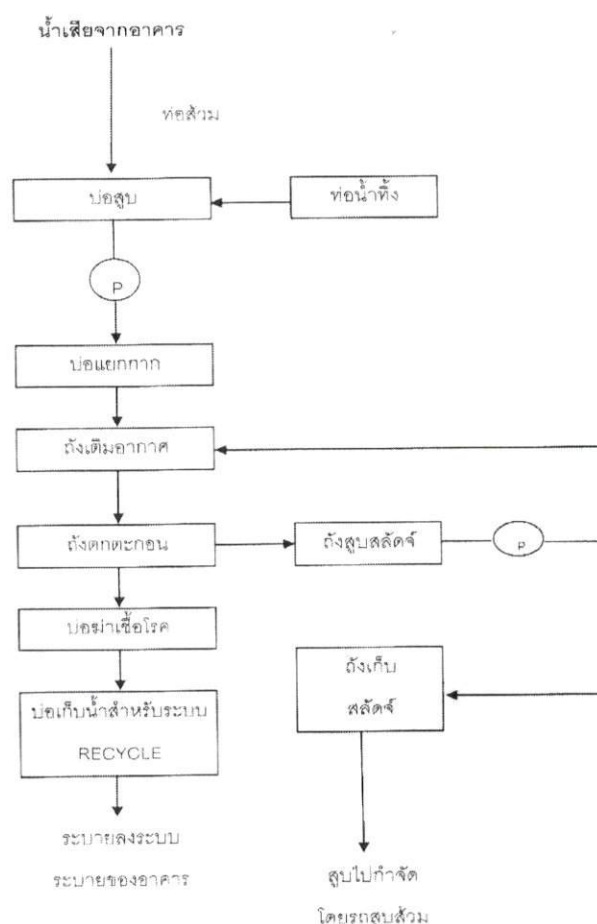 น้ำเสียจากอาคาร
ท่อส้วม
บ่อสูบ
ท่อน้ำทิ้ง
P
บ่อแยกกาก
ถังเติมอากาศ
ถังตกตะกอน
ถังสูบสลัดจ์
P
บ่อฆ่าเชื้อโรค
ถังเก็บ
สลัดจ์
บ่อเก็บน้ำสำหรับระบบ
RECYCLE
ระบายลงระบบ
ระบายของอาคาร
สูบไปกำจัด
โดยรถสูบส้วม